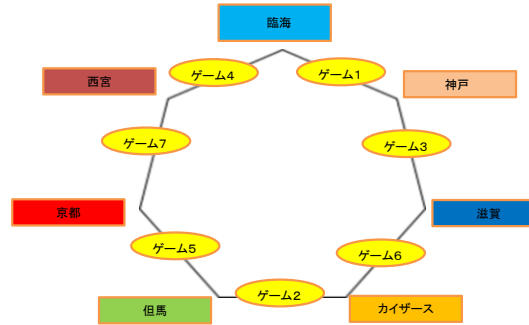 臨海
ゲーム4
ゲーム1
西宮
神戸
ゲーム7
ゲーム3
京都
滋賀
ゲーム5
ゲーム6
但馬
ゲーム2
カイザース